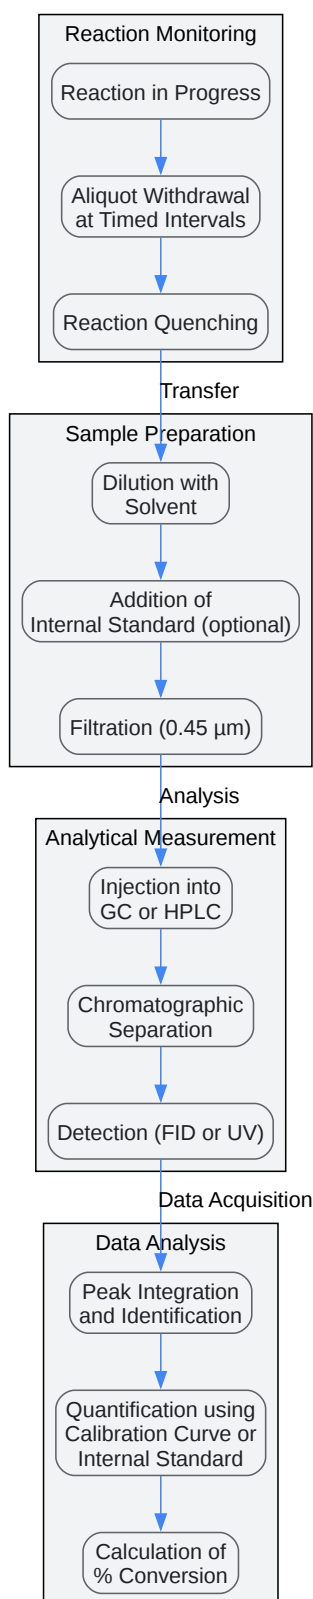 Reaction Monitoring
Reaction in Progress
Aliquot Withdrawal
at Timed Intervals
Reaction Quenching
Transfer
Sample Preparation
Dilution with
Solvent
Addition of
Internal Standard (optional)
Filtration (0.45 µm)
Analysis
Analytical Measurement
Injection into
GC or HPLC
Chromatographic
Separation
Detection (FID or UV)
Data Acquisition
Data Analysis
Peak Integration
and Identification
Quantification using
Calibration Curve or
Internal Standard
Calculation of
% Conversion